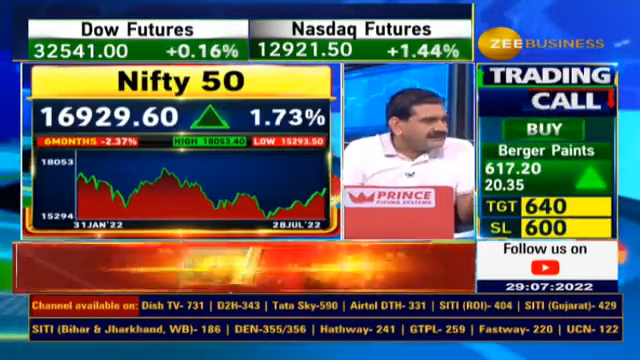 Dow Futures
32541.00 +0.16%
Nasdaq Futures
12921.50 +1.44%
ZEE BUSINESS
Nifty 50
16929.60 1.73%
6MONTHS -2.37% HIGH 18053.40 LOW 15293.50
18053
15294
31JAN'22 28JUL'22
PRINCE
PIPING SYSTEMS
TRADING
CALL
BUY
Berger Paints
617.20
20.35
TGT 640
SL 600
Follow us on
29:07:2022
Channel available on: Dish TV- 731 | D2H-343 | Tata Sky-590 | Airtel DTH- 331 | SITI (RDI)- 404 | SITI (Gujarat)- 429
SITI (Bihar & Jharkhand, WB)- 186 | DEN-355/356 | Hathway- 241 | GTPL- 259 | Fastway- 220 | UCN- 122